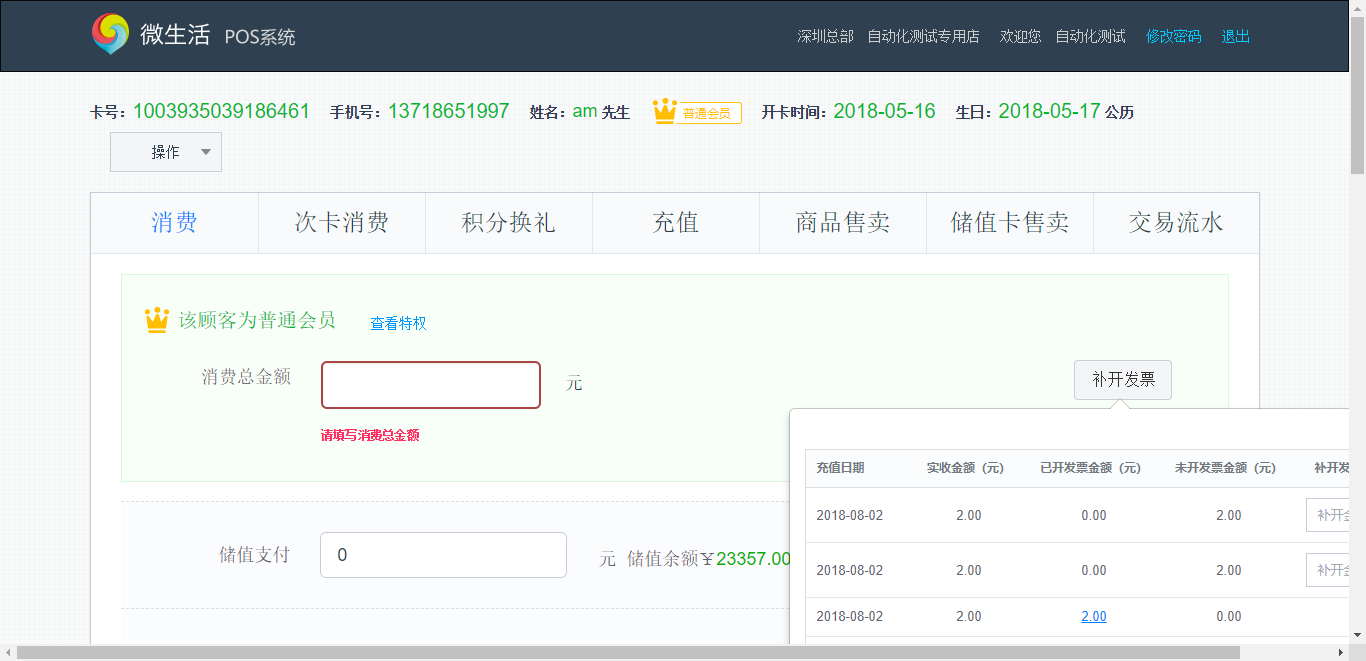 微生活 POS系统 深圳总部 自动化测试专用店 欢迎您 自动化测试 修改密码 退出
卡号：1003935039186461 手机号：13718651997 姓名：am 先生 普通会员 开卡时间：2018-05-16 生日：2018-05-17 公历
操作
消费 次卡消费 积分换礼 充值 商品售卖 储值卡售卖 交易流水
该顾客为普通会员 查看特权
消费总金额 元 补开发票
请填写消费总金额
充值日期 实收金额（元） 已开发票金额（元） 未开发票金额（元） 补开发
2018-08-02 2.00 0.00 2.00 补开
储值支付 0 元 储值余额￥23357.00
2018-08-02 2.00 0.00 2.00 补开
2018-08-02 2.00 2.00 0.00